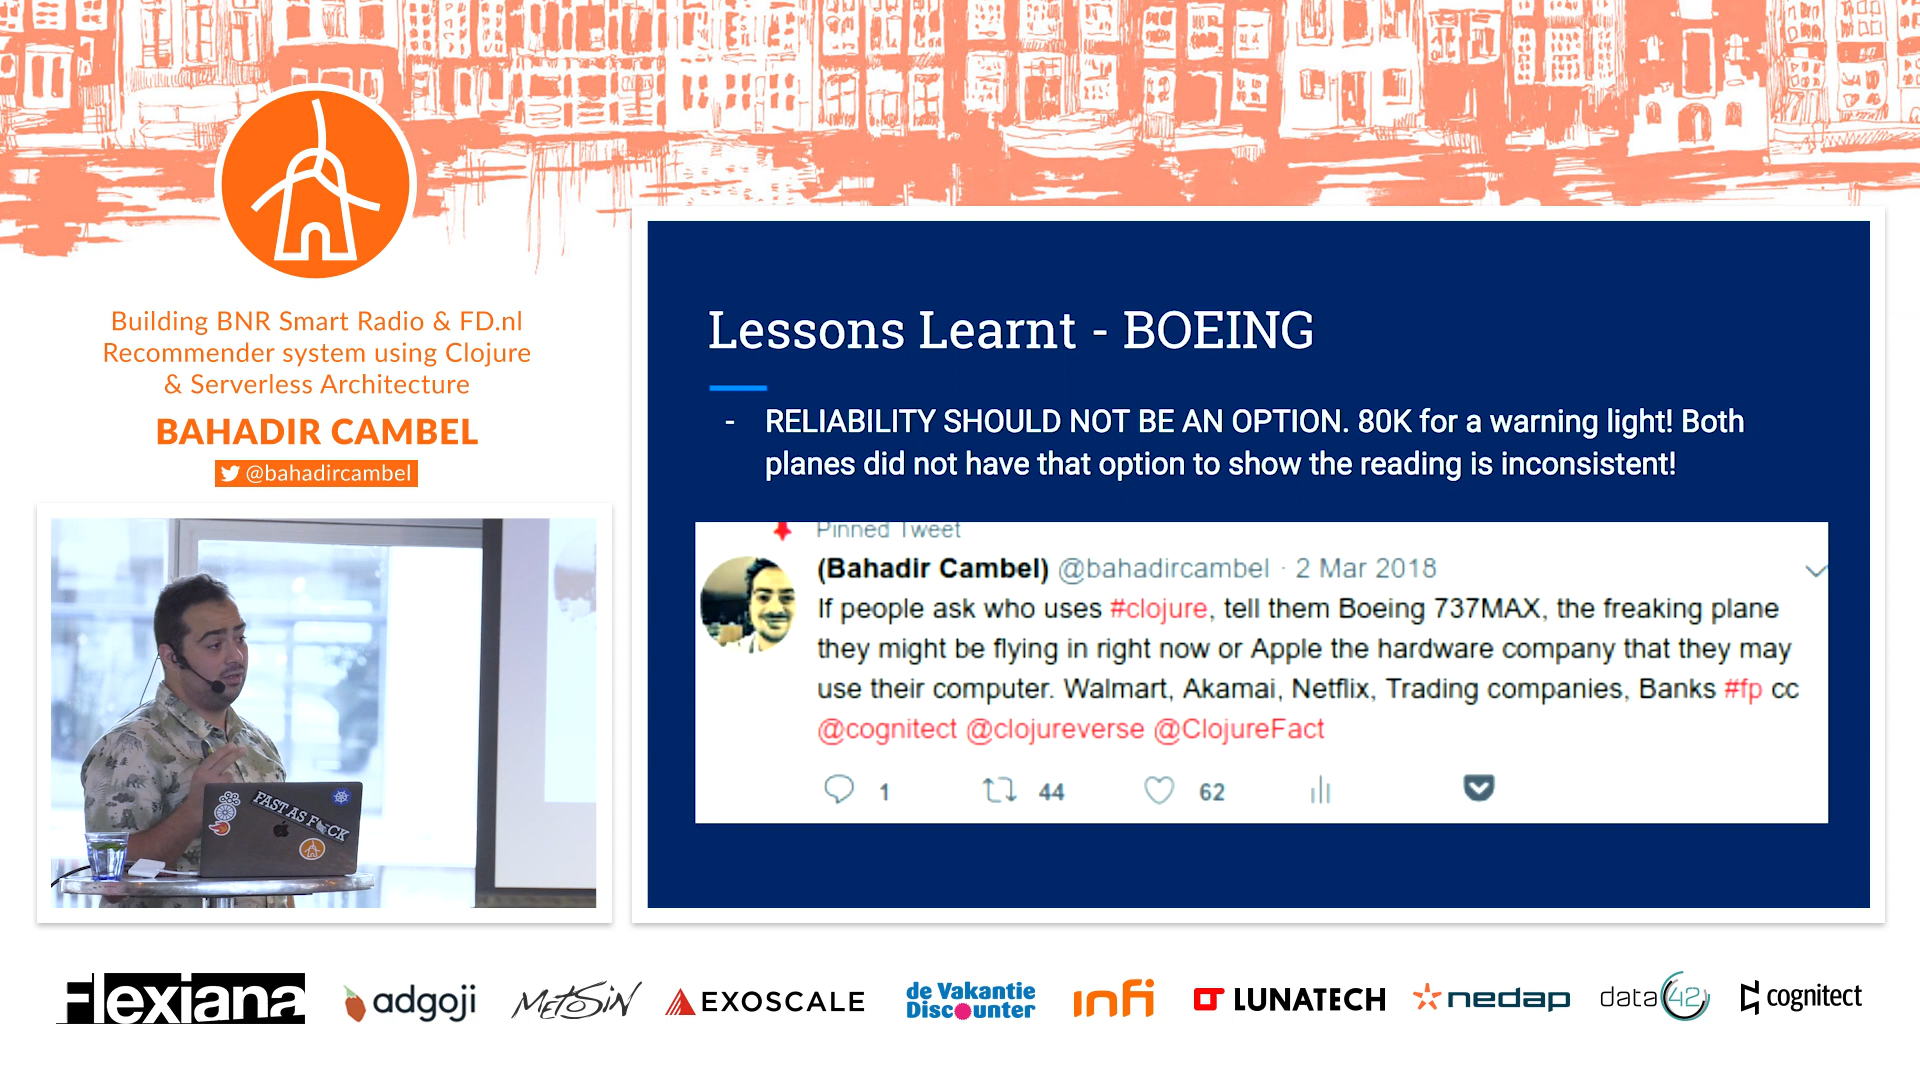 Building BNR Smart Radio & FD.nl
Recommender system using Clojure
& Serverless Architecture
BAHADIR CAMBEL
@bahadircambel
FAST AS F CK
Lessons Learnt - BOEING
- RELIABILITY SHOULD NOT BE AN OPTION. 80K for a warning light! Both
planes did not have that option to show the reading is inconsistent!
Pinned Tweet
(Bahadir Cambel) @bahadircambel · 2 Mar 2018
If people ask who uses #clojure, tell them Boeing 737MAX, the freaking plane
they might be flying in right now or Apple the hardware company that they may
use their computer. Walmart, Akamai, Netflix, Trading companies, Banks #fp cc
@cognitect @clojureverse @ClojureFact
1 44 62
Flexiana adgoji METOSIN EXOSCALE de Vakantie Discounter infi LUNATECH nedap data42 cognitect